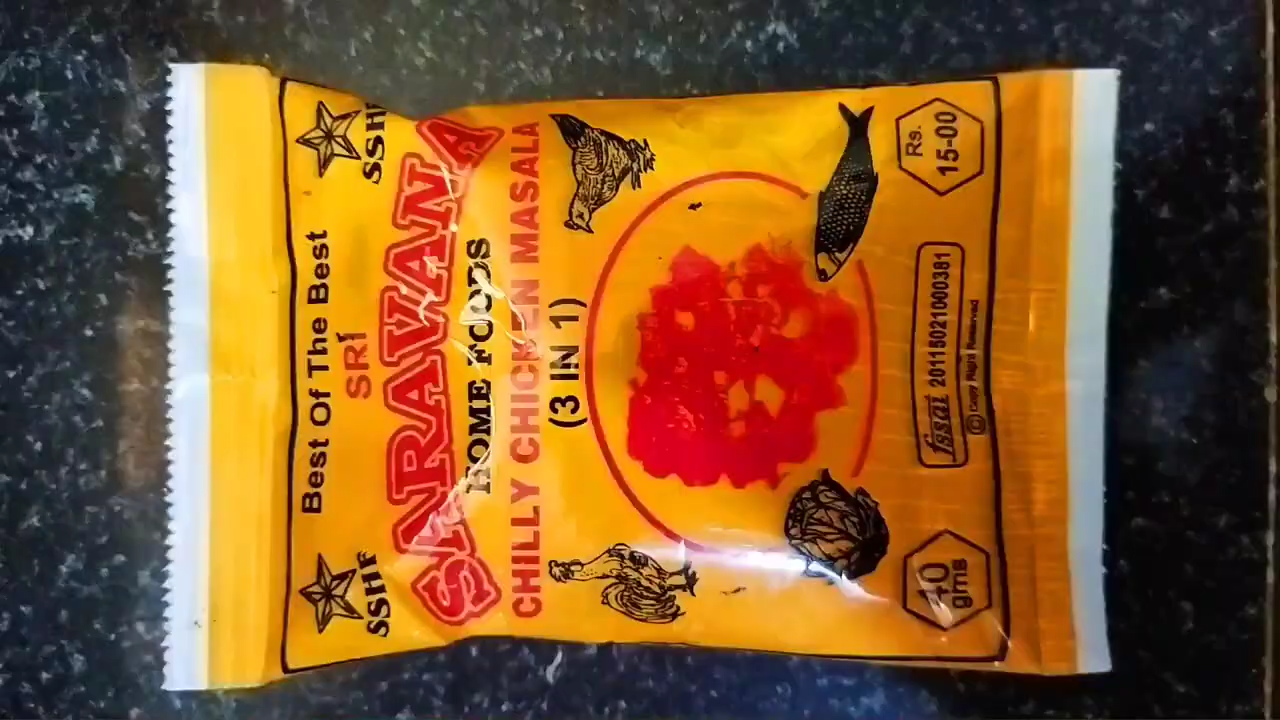 Best Of The Best
SSHF
SSHF
SRI
SARAVANA
HOME FOODS
CHILLY CHICKEN MASALA
(3 IN 1)
40
gms
fssai 20115021000381
© Copy Right Reserved
Rs.
15-00